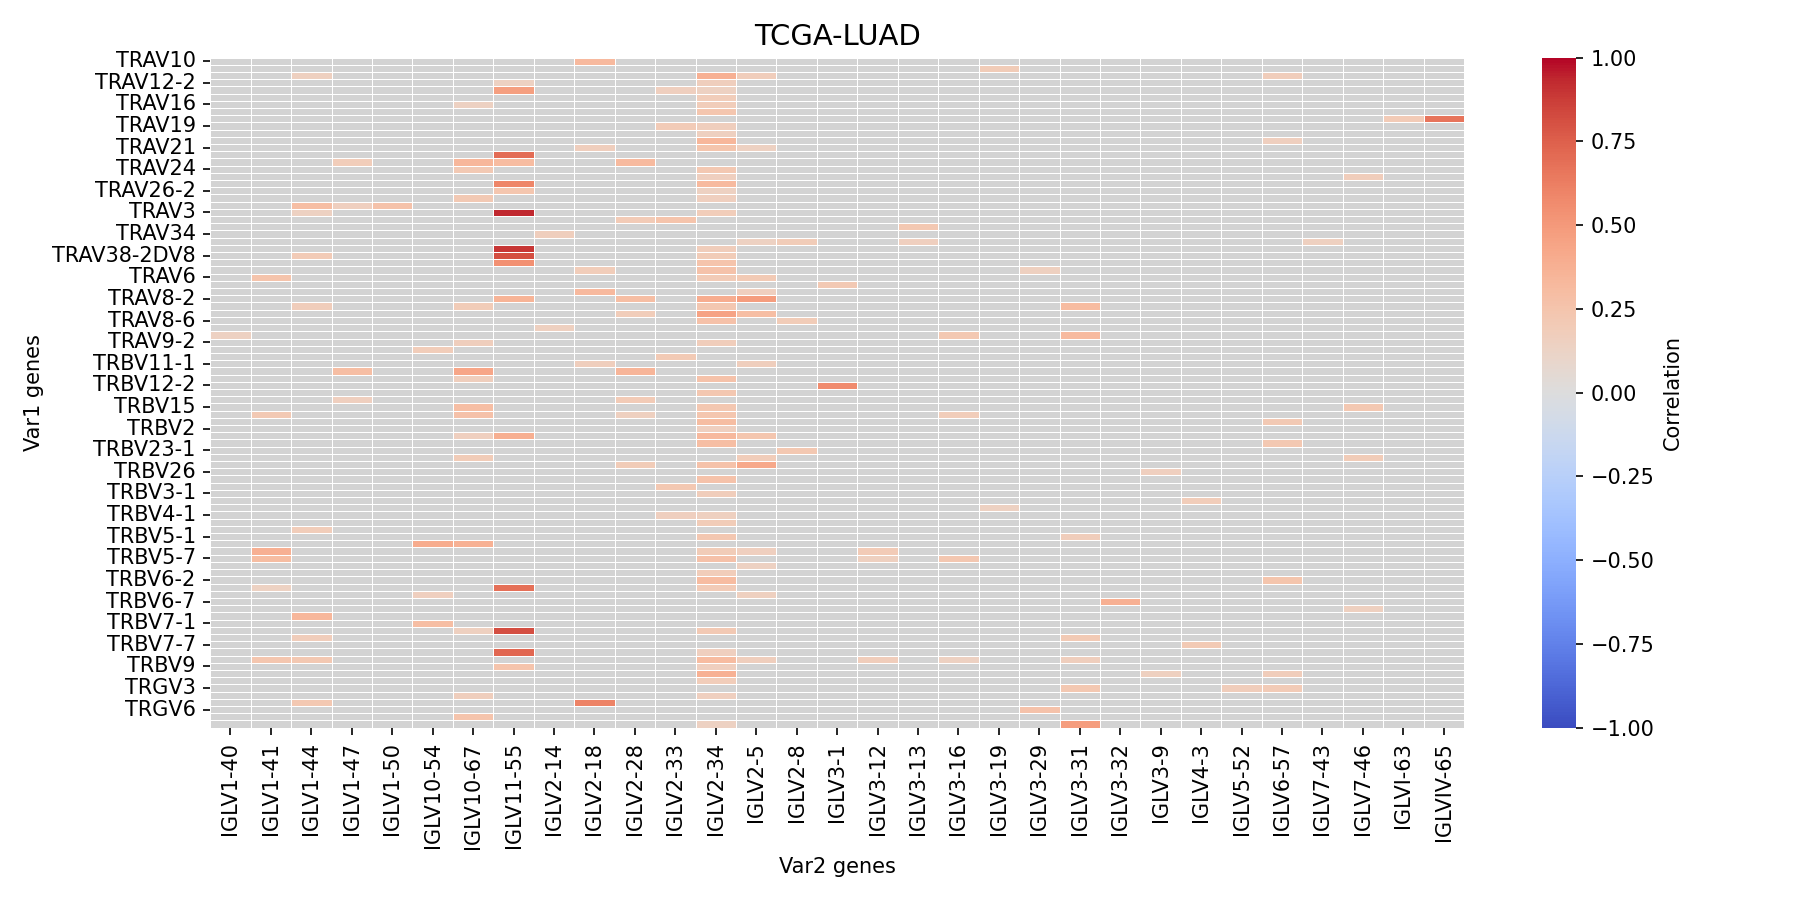 TCGA-LUAD
TRAV10
TRAV12-2
TRAV16
TRAV19
TRAV21
TRAV24
TRAV26-2
TRAV3
TRAV34
TRAV38-2DV8
TRAV6
TRAV8-2
TRAV8-6
TRAV9-2
TRBV11-1
TRBV12-2
TRBV15
TRBV2
TRBV23-1
TRBV26
TRBV3-1
TRBV4-1
TRBV5-1
TRBV5-7
TRBV6-2
TRBV6-7
TRBV7-1
TRBV7-7
TRBV9
TRGV3
TRGV6
Var1 genes
IGLV1-40
IGLV1-41
IGLV1-44
IGLV1-47
IGLV1-50
IGLV10-54
IGLV10-67
IGLV11-55
IGLV2-14
IGLV2-18
IGLV2-28
IGLV2-33
IGLV2-34
IGLV2-5
IGLV2-8
IGLV3-1
IGLV3-12
IGLV3-13
IGLV3-16
IGLV3-19
IGLV3-29
IGLV3-31
IGLV3-32
IGLV3-9
IGLV4-3
IGLV5-52
IGLV6-57
IGLV7-43
IGLV7-46
IGLVI-63
IGLVIV-65
Var2 genes
1.00
0.75
0.50
0.25
0.00
−0.25
−0.50
−0.75
−1.00
Correlation